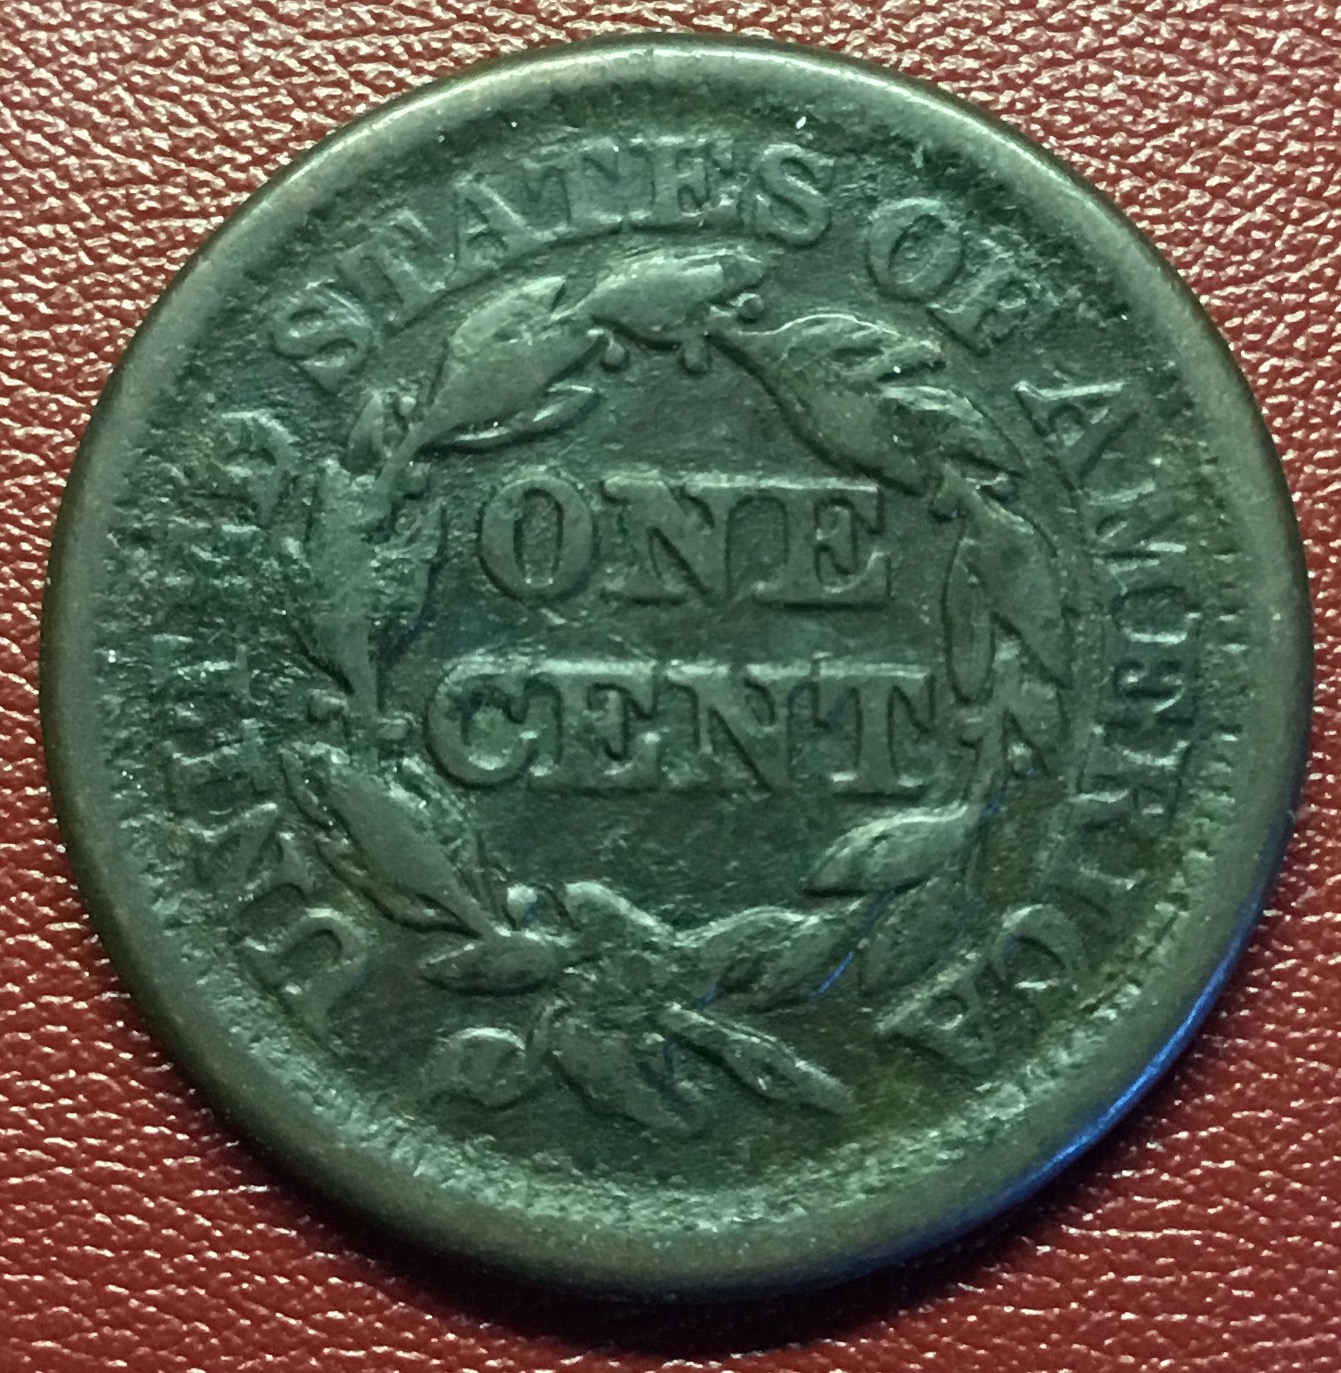 UNITED STATES OF AMERICA
ONE
CENT